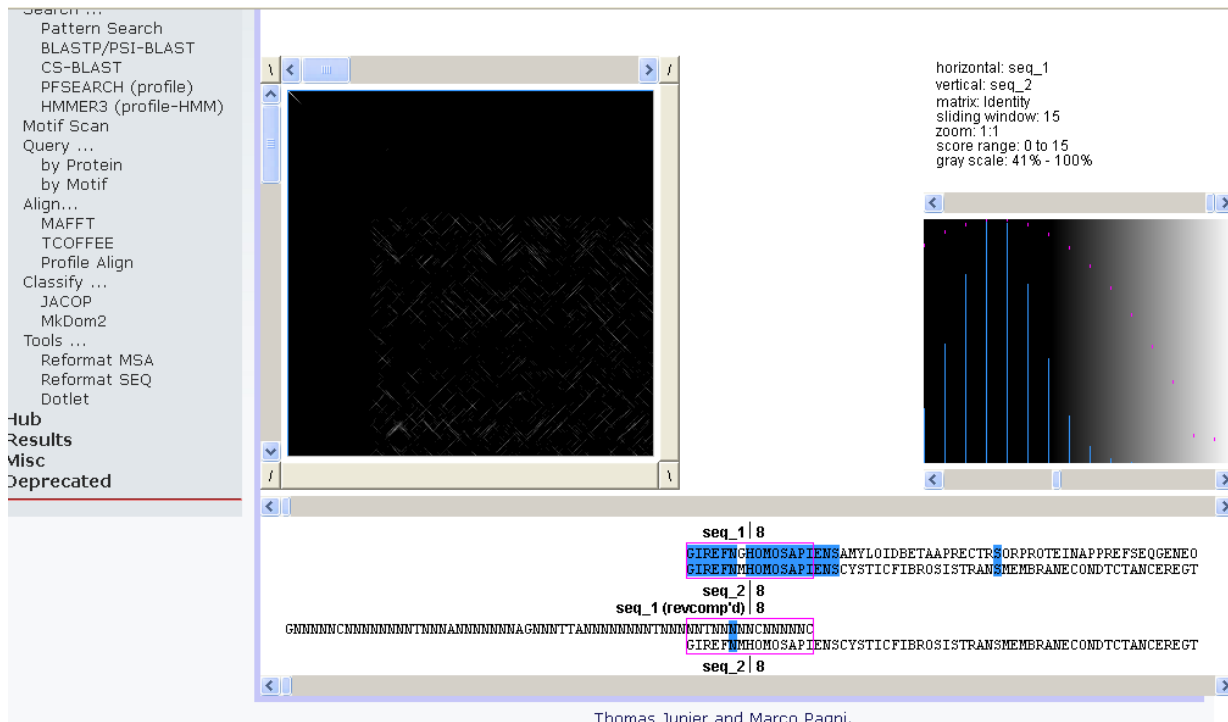 Search ...
Pattern Search
BLASTP/PSI-BLAST
CS-BLAST
PFSEARCH (profile)
HMMER3 (profile-HMM)
Motif Scan
Query ...
by Protein
by Motif
Align...
MAFFT
TCOFFEE
Profile Align
Classify ...
JACOP
MkDom2
Tools ...
Reformat MSA
Reformat SEQ
Dotlet
Hub
Results
Misc
Deprecated
\ /
/ \
horizontal: seq_1
vertical: seq_2
matrix: Identity
sliding window: 15
zoom: 1:1
score range: 0 to 15
gray scale: 41% - 100%
seq_1 | 8
GIREFNGHOMOSAPIENSAMYLOIDBETAAPRECTRSORPROTEINAPPREFSEQGENEO
GIREFNMHOMOSAPIENSCYSTICFIBROSISTRANSMEMBRANECONDTCTANCEREGT
seq_2 | 8
seq_1 (revcomp'd) | 8
GNNNNNCNNNNNNNNTNNNANNNNNNNAGNNNTTANNNNNNNNTNNNNNTNNNNNNCNNNNNC
GIREFNMHOMOSAPIENSCYSTICFIBROSISTRANSMEMBRANECONDTCTANCEREGT
seq_2 | 8
Thomas Junier and Marco Pagni.